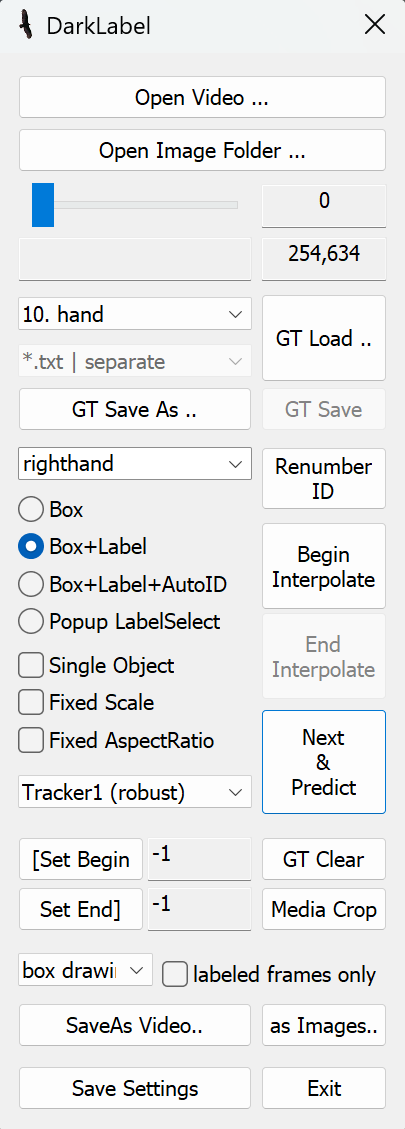 DarkLabel
Open Video ...
Open Image Folder ...
0
254,634
10. hand
GT Load ..
*.txt | separate
GT Save As ..
GT Save
righthand
Renumber
ID
Box
Box+Label
Begin
Interpolate
Box+Label+AutoID
Popup LabelSelect
End
Interpolate
Single Object
Fixed Scale
Fixed AspectRatio
Next
&
Predict
Tracker1 (robust)
[Set Begin
-1
GT Clear
Set End]
-1
Media Crop
box drawi
labeled frames only
SaveAs Video..
as Images..
Save Settings
Exit